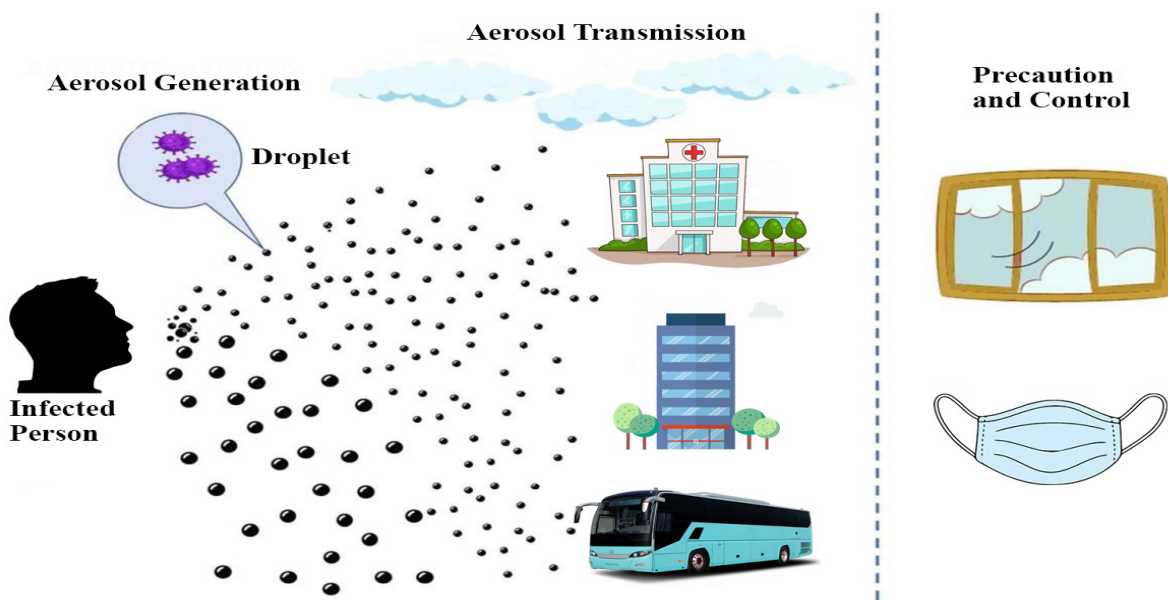 Aerosol Transmission
Aerosol Generation
Precaution
and Control
Droplet
Infected
Person